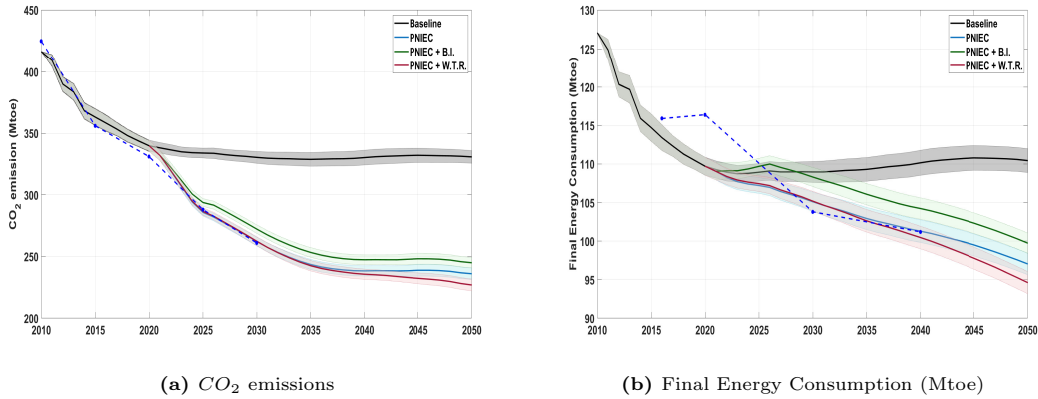 450
400
350
300
250
200
CO2 emission (Mtoe)
2010 2015 2020 2025 2030 2035 2040 2045 2050
Baseline
PNIEC
PNIEC + B.I.
PNIEC + W.T.R.
(a) CO2 emissions
130
125
120
115
110
105
100
95
90
Final Energy Consumption (Mtoe)
2010 2015 2020 2025 2030 2035 2040 2045 2050
Baseline
PNIEC
PNIEC + B.I.
PNIEC + W.T.R.
(b) Final Energy Consumption (Mtoe)